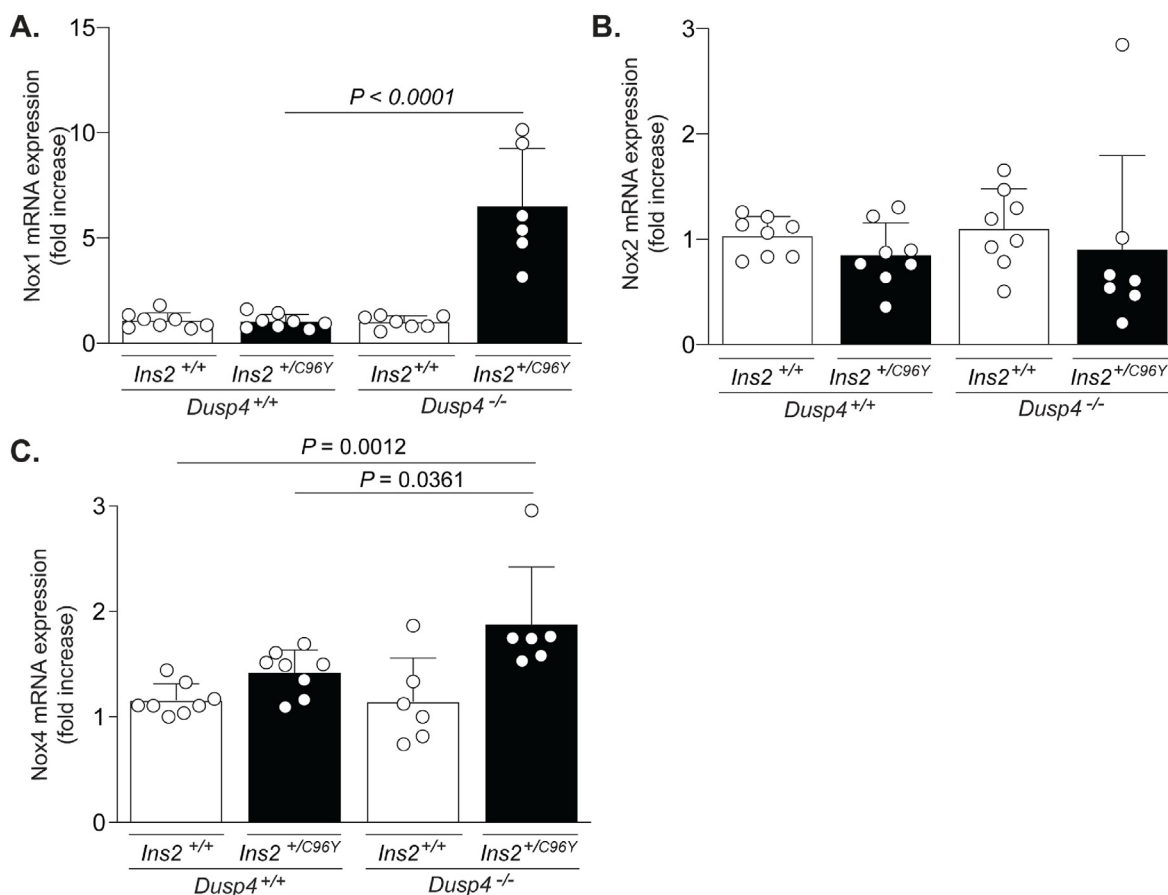 A.
Nox1 mRNA expression
(fold increase)
15
10
5
0
P < 0.0001
Ins2 +/+ Ins2 +/C96Y Ins2 +/+ Ins2 +/C96Y
Dusp4 +/+ Dusp4 -/-
B.
Nox2 mRNA expression
(fold increase)
3
2
1
0
Ins2 +/+ Ins2 +/C96Y Ins2 +/+ Ins2 +/C96Y
Dusp4 +/+ Dusp4 -/-
C.
P = 0.0012
P = 0.0361
Nox4 mRNA expression
(fold increase)
3
2
1
0
Ins2 +/+ Ins2 +/C96Y Ins2 +/+ Ins2 +/C96Y
Dusp4 +/+ Dusp4 -/-